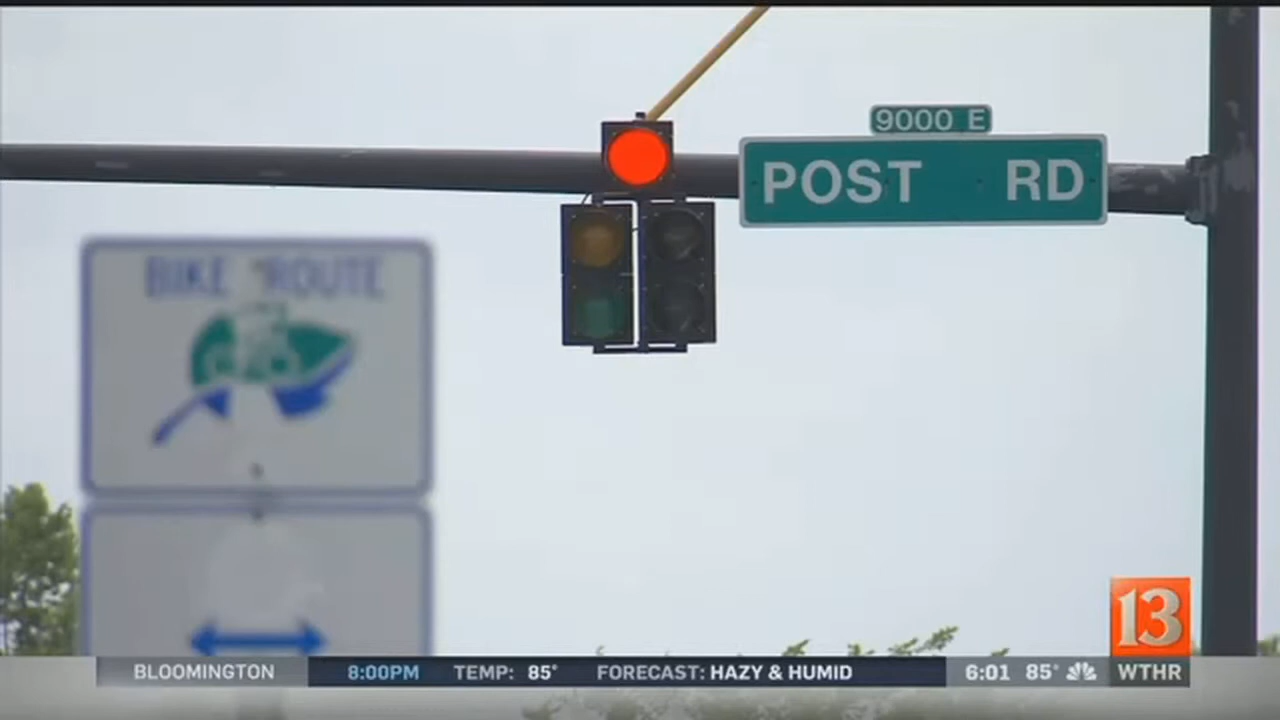 9000 E
POST RD
BIKE ROUTE
13
BLOOMINGTON 8:00PM TEMP: 85° FORECAST: HAZY & HUMID 6:01 85° WTHR